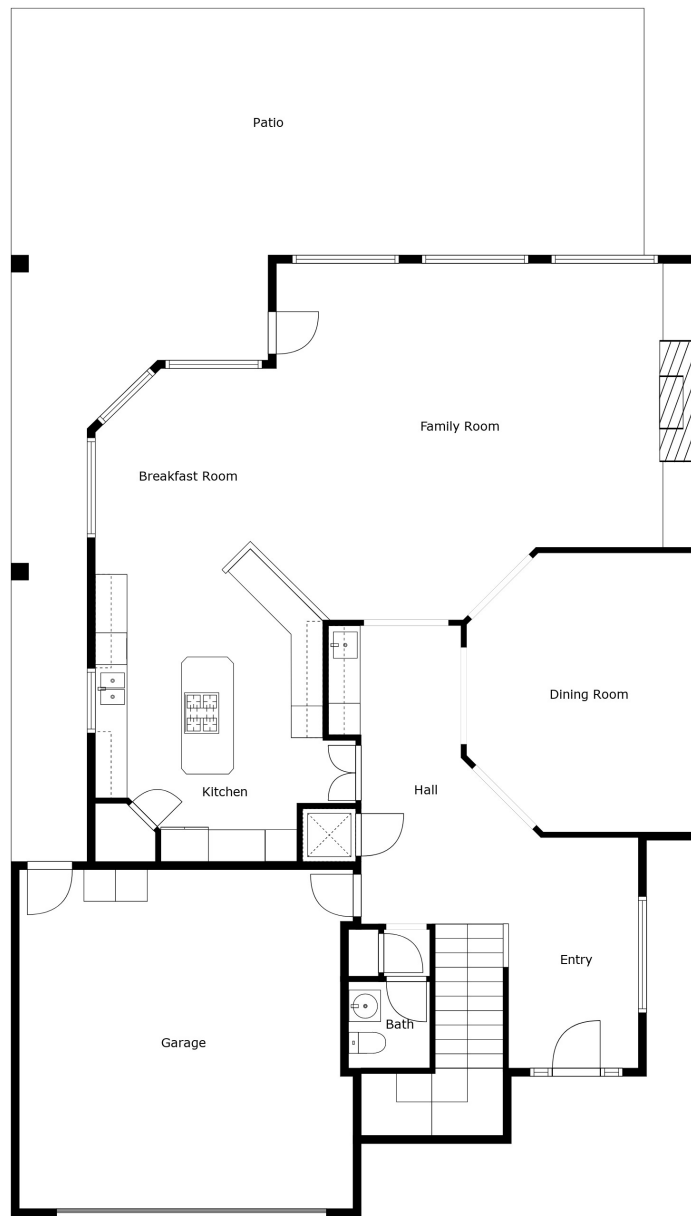 Patio
Family Room
Breakfast Room
Dining Room
Kitchen
Hall
Entry
Bath
Garage